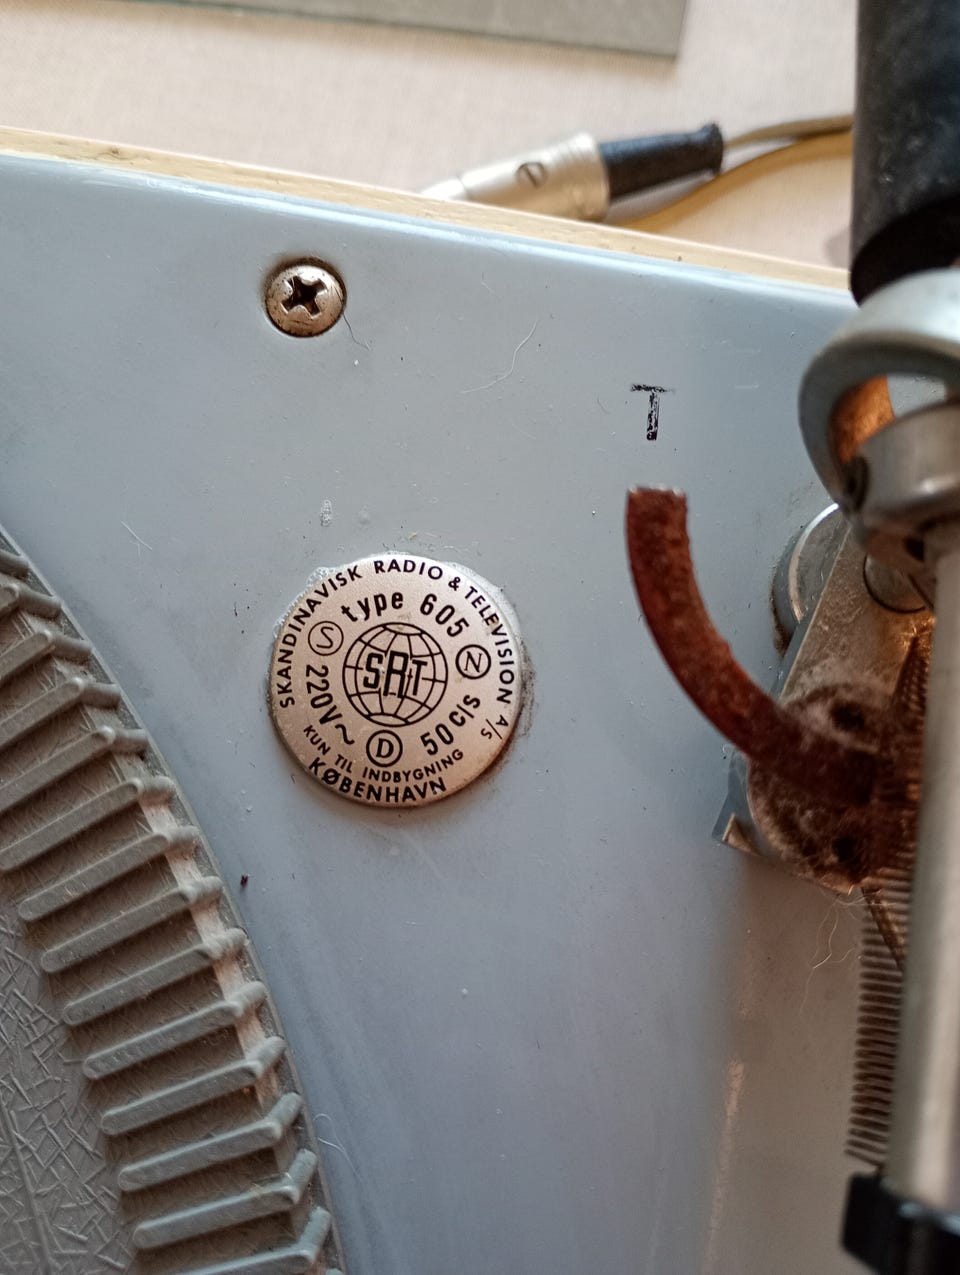 T
SKANDINAVISK RADIO & TELEVISION A/S
type 605
S
N
SRT
220V~
D
50 C/S
KUN TIL INDBYGNING
KØBENHAVN